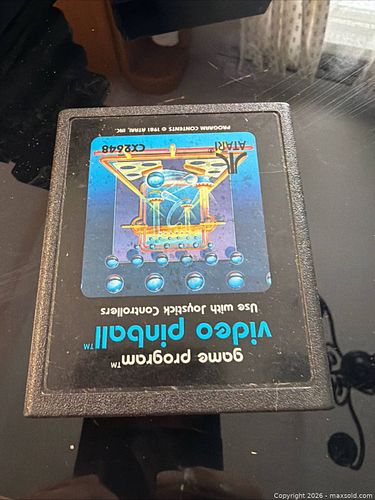 game program™
video pinball™
Use with Joystick Controllers
ATARI® CX2648
PROGRAM CONTENTS © 1981 ATARI, INC.
Copyright 2026 - maxsold.com